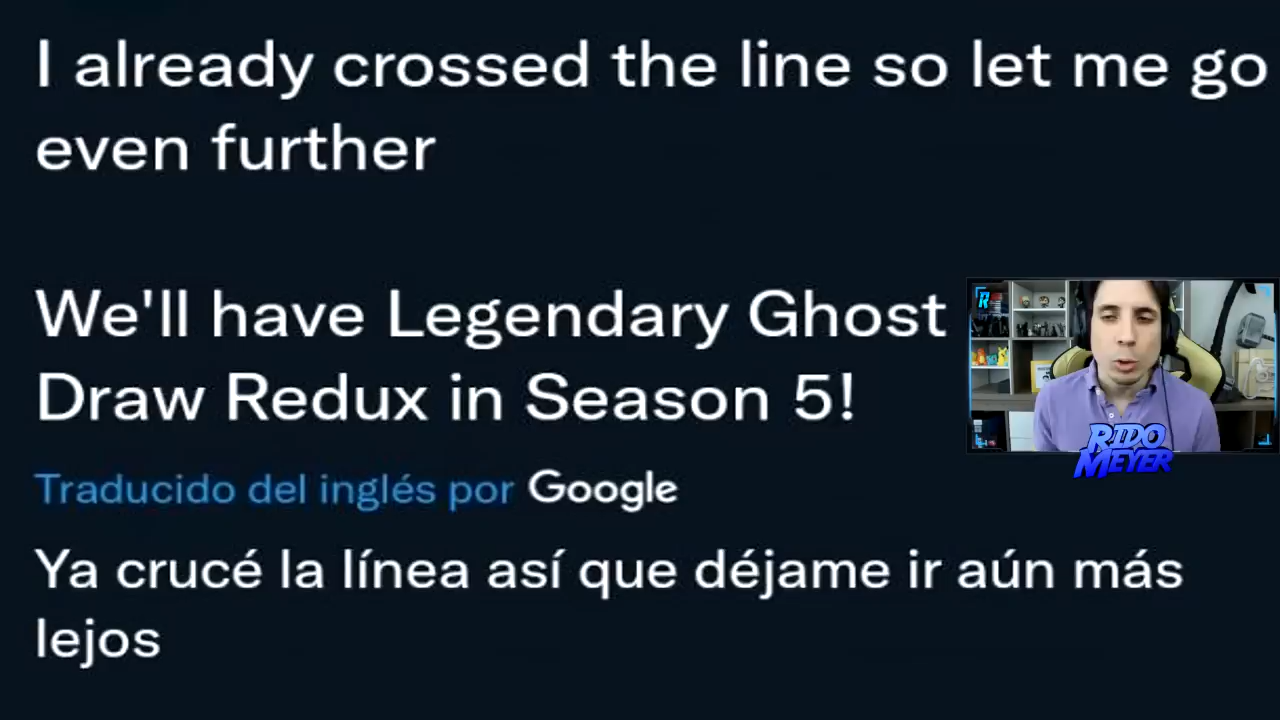 I already crossed the line so let me go
even further
We'll have Legendary Ghost
Draw Redux in Season 5!
Traducido del inglés por Google
Ya crucé la línea así que déjame ir aún más
lejos
R
RIDO
MEYER